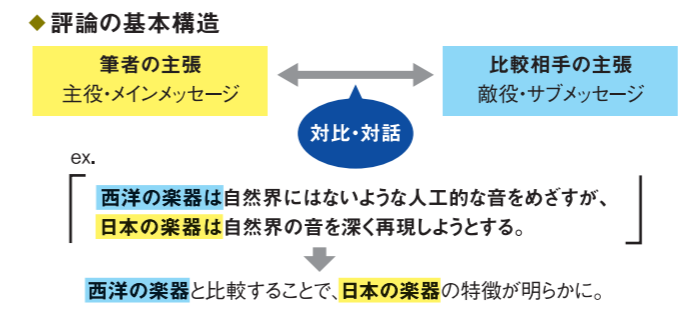 ◆評論の基本構造
筆者の主張
主役・メインメッセージ
比較相手の主張
敵役・サブメッセージ
対比・対話
ex.
西洋の楽器は自然界にはないような人工的な音をめざすが、
日本の楽器は自然界の音を深く再現しようとする。
西洋の楽器と比較することで、日本の楽器の特徴が明らかに。